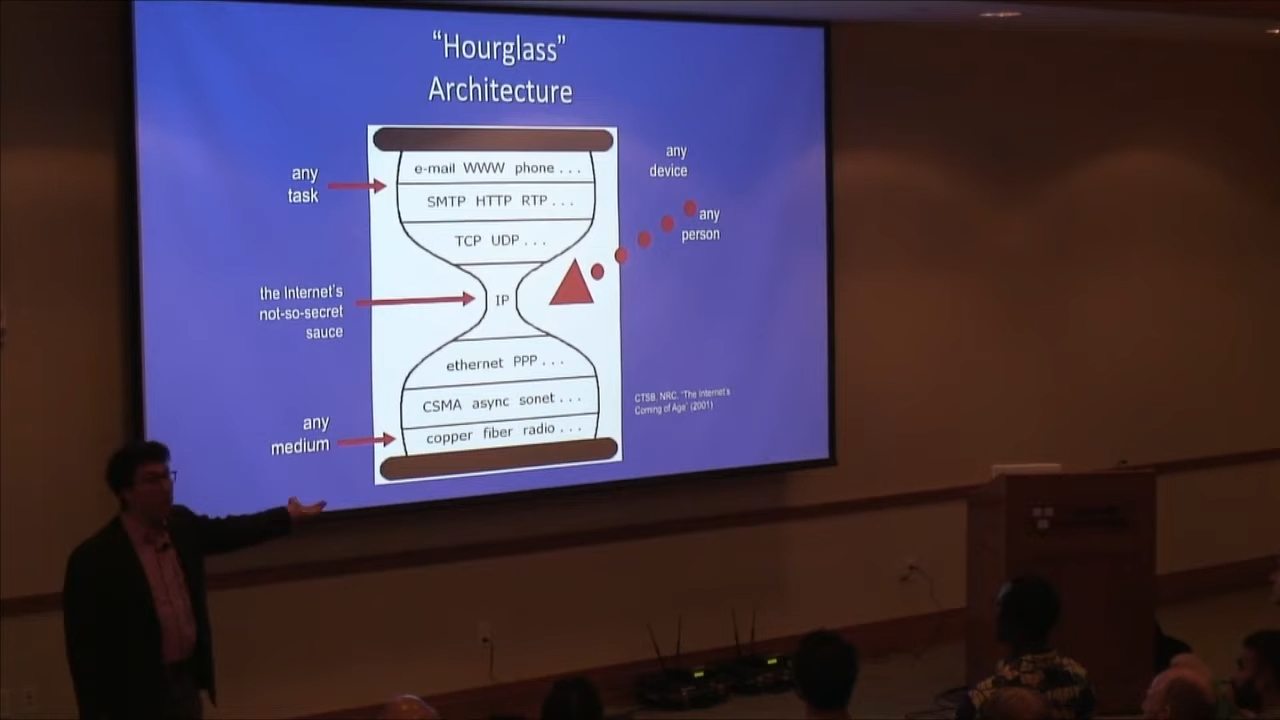 “Hourglass”
Architecture
any
task
e-mail WWW phone . . .
SMTP HTTP RTP . . .
TCP UDP . . .
any
device
any
person
the Internet's
not-so-secret
sauce
IP
ethernet PPP . . .
CSMA async sonet . . .
copper fiber radio . . .
any
medium
CTSB, NRC, "The Internet's
Coming of Age" (2001)